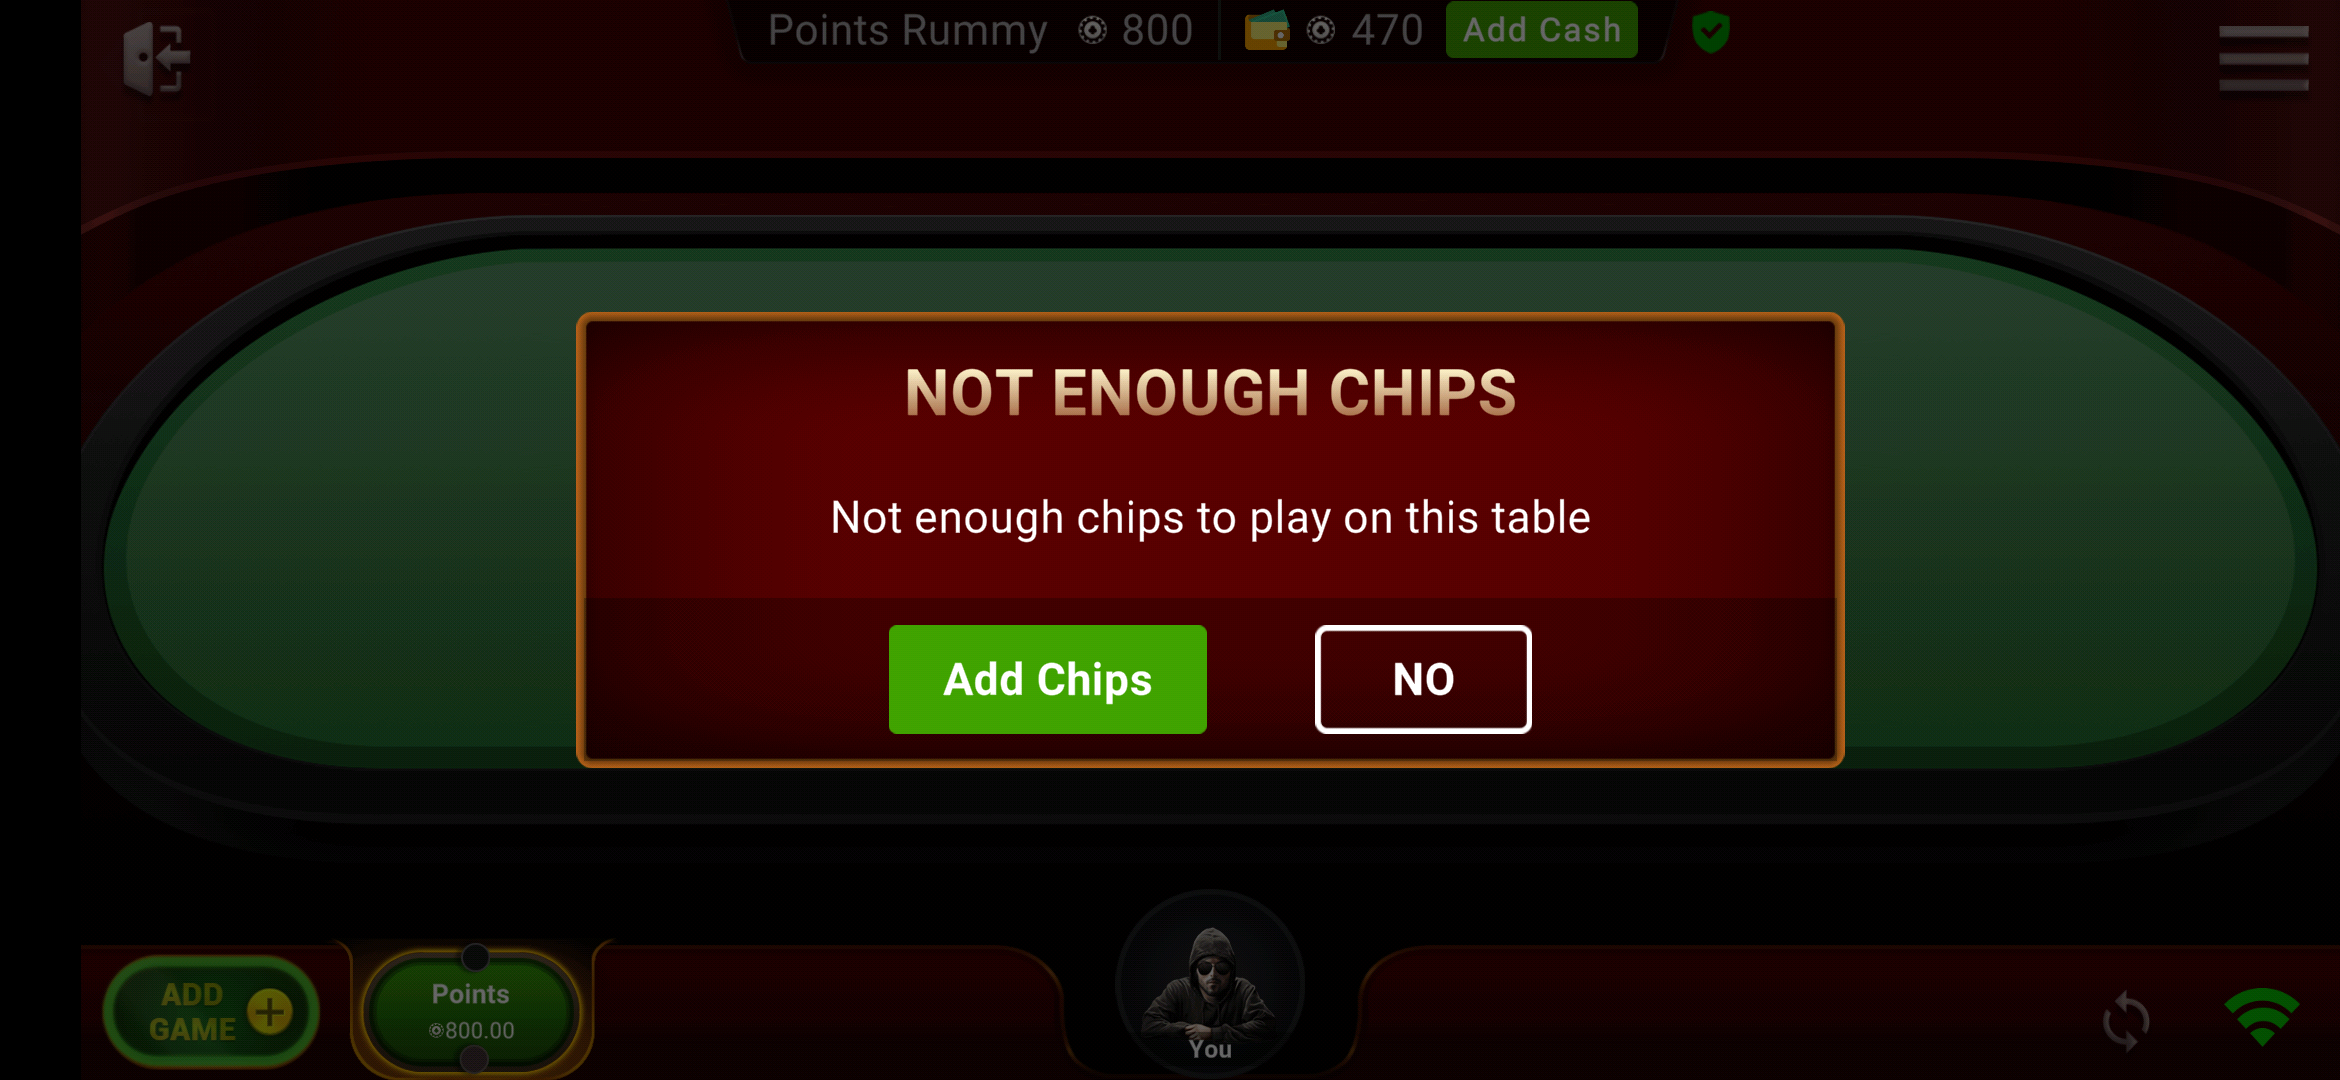 Points Rummy 800 470 Add Cash
NOT ENOUGH CHIPS
Not enough chips to play on this table
Add Chips NO
ADD
GAME
Points
800.00
You